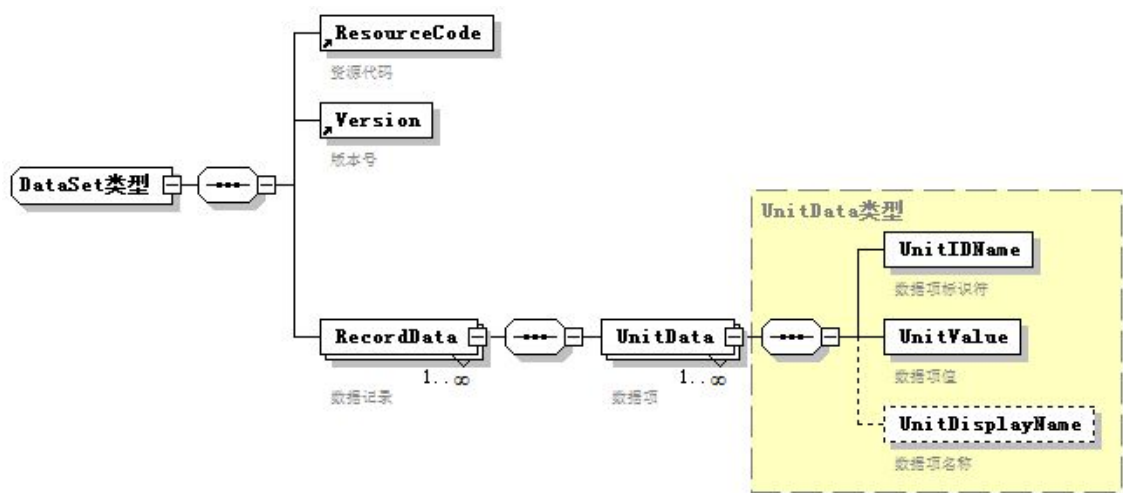 ResourceCode
资源代码
Version
版本号
DataSet类型
UnitData类型
UnitIDName
数据项标识符
RecordData
1..∞
数据记录
UnitData
1..∞
数据项
UnitValue
数据项值
UnitDisplayName
数据项名称